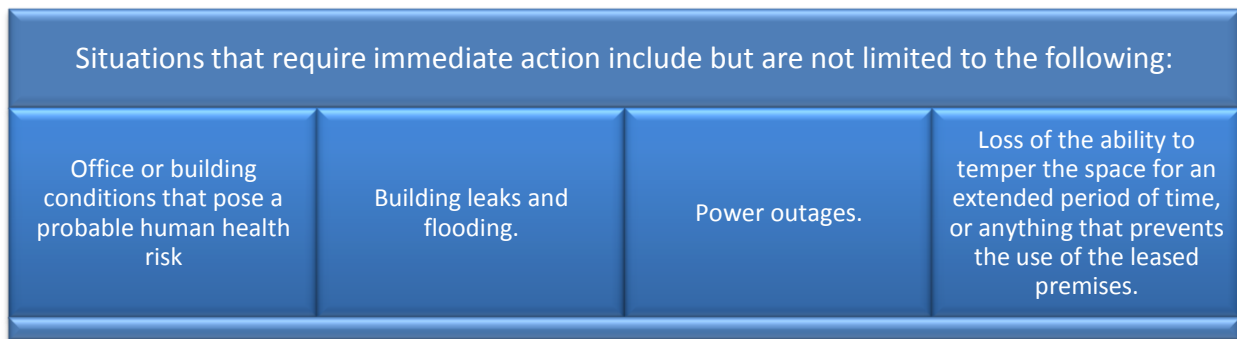 Situations that require immediate action include but are not limited to the following:
Office or building
conditions that pose a
probable human health
risk
Building leaks and
flooding.
Power outages.
Loss of the ability to
temper the space for an
extended period of time,
or anything that prevents
the use of the leased
premises.